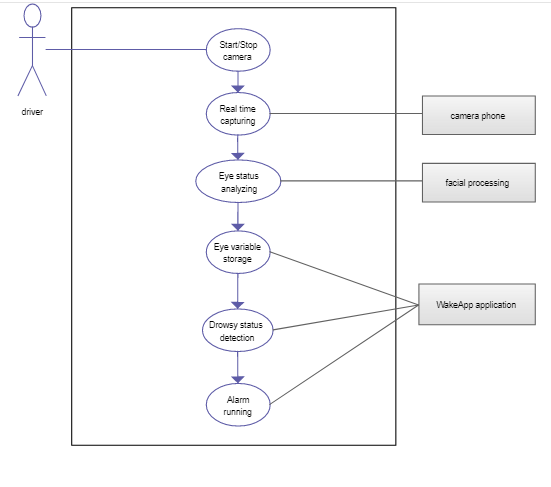 Start/Stop
camera
driver
Real time
capturing
camera phone
Eye status
analyzing
facial processing
Eye variable
storage
WakeApp application
Drowsy status
detection
Alarm
running